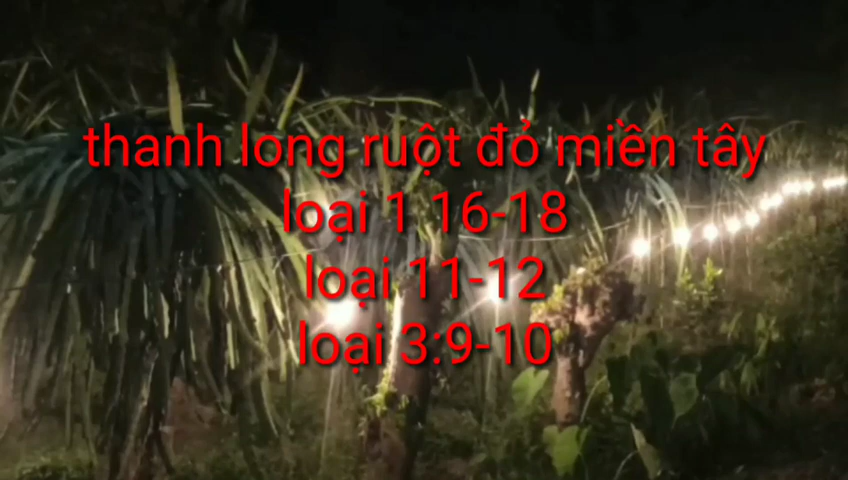 thanh long ruột đỏ miền tây
loại 1 16-18
loại 11-12
loại 3:9-10